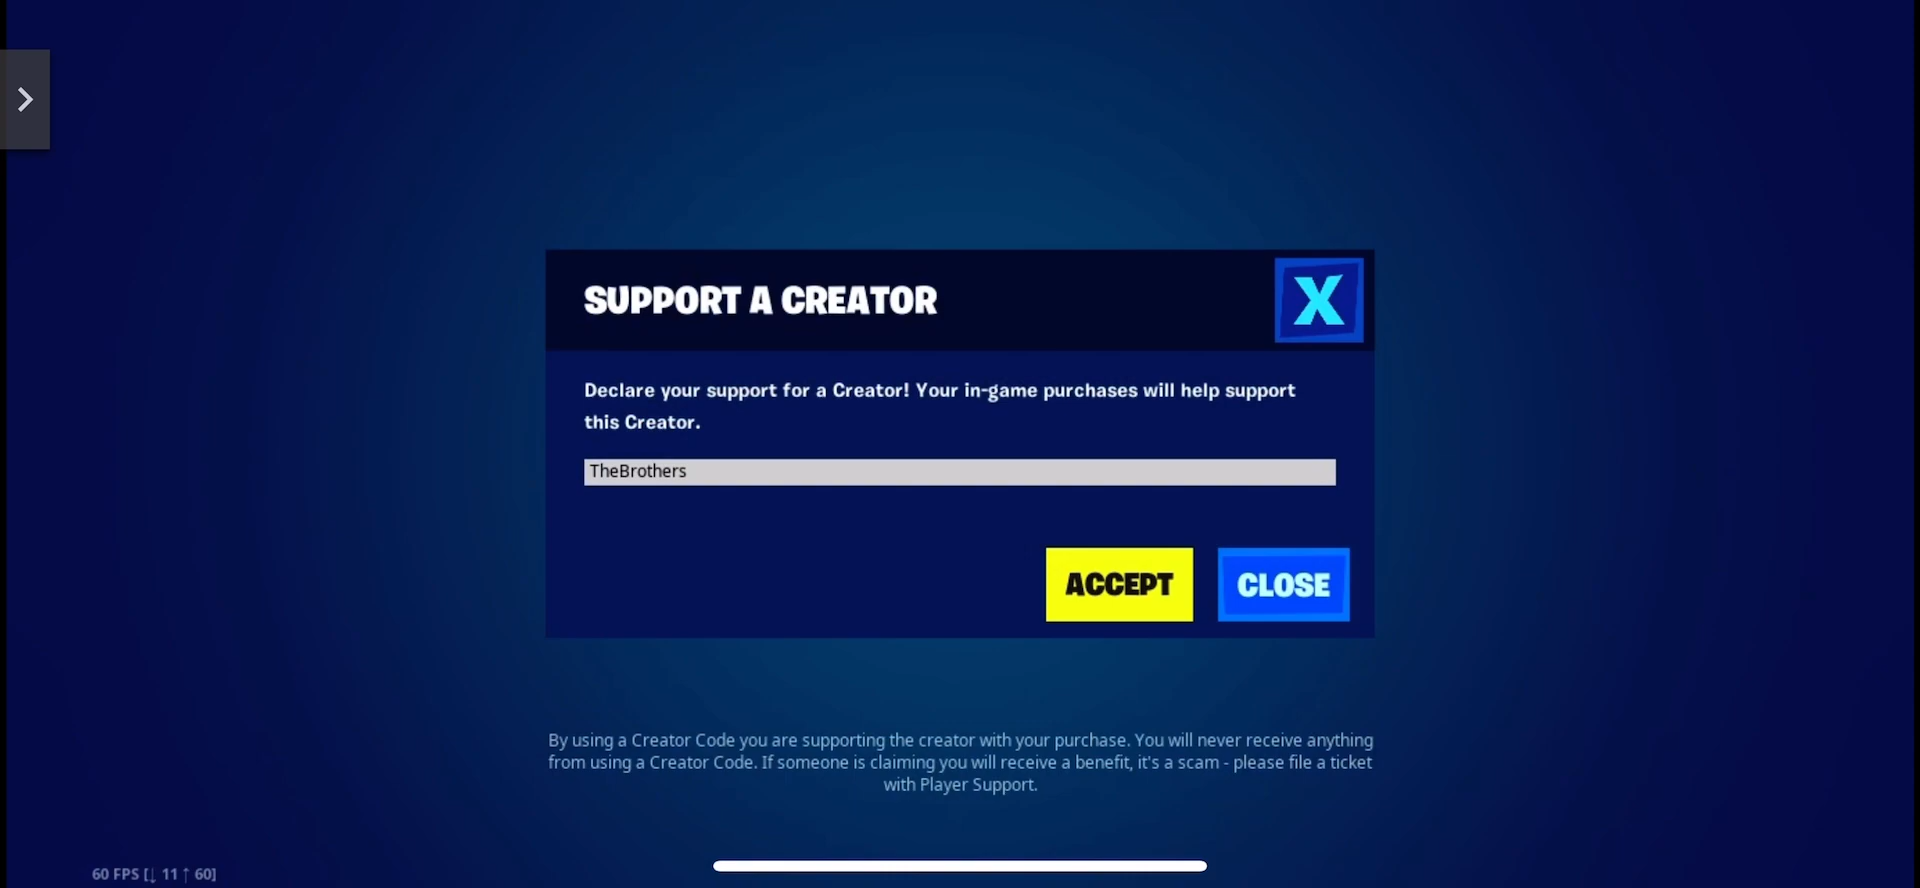 SUPPORT A CREATOR
X
Declare your support for a Creator! Your in-game purchases will help support
this Creator.
TheBrothers
ACCEPT
CLOSE
By using a Creator Code you are supporting the creator with your purchase. You will never receive anything
from using a Creator Code. If someone is claiming you will receive a benefit, it's a scam - please file a ticket
with Player Support.
60 FPS [↓ 11 ↑ 60]